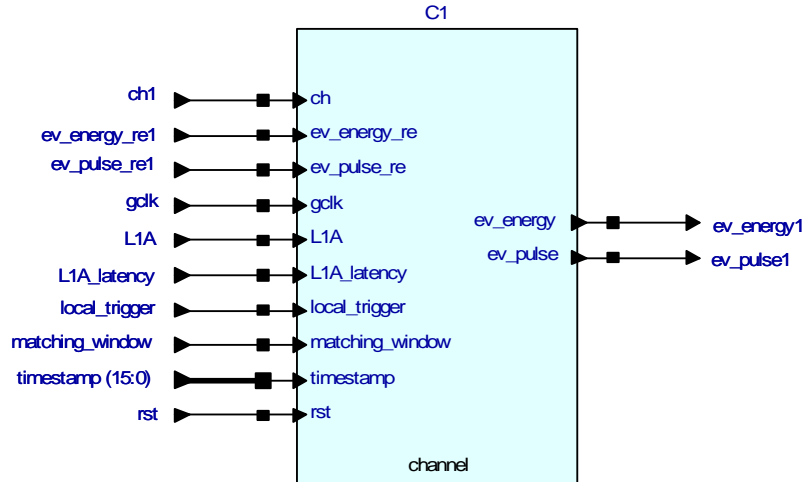 C1
ch1
ch
ev_energy_re1
ev_energy_re
ev_pulse_re1
ev_pulse_re
gclk
gclk
ev_energy
ev_energy1
L1A
L1A
ev_pulse
ev_pulse1
L1A_latency
L1A_latency
local_trigger
local_trigger
matching_window
matching_window
timestamp (15:0)
timestamp
rst
rst
channel